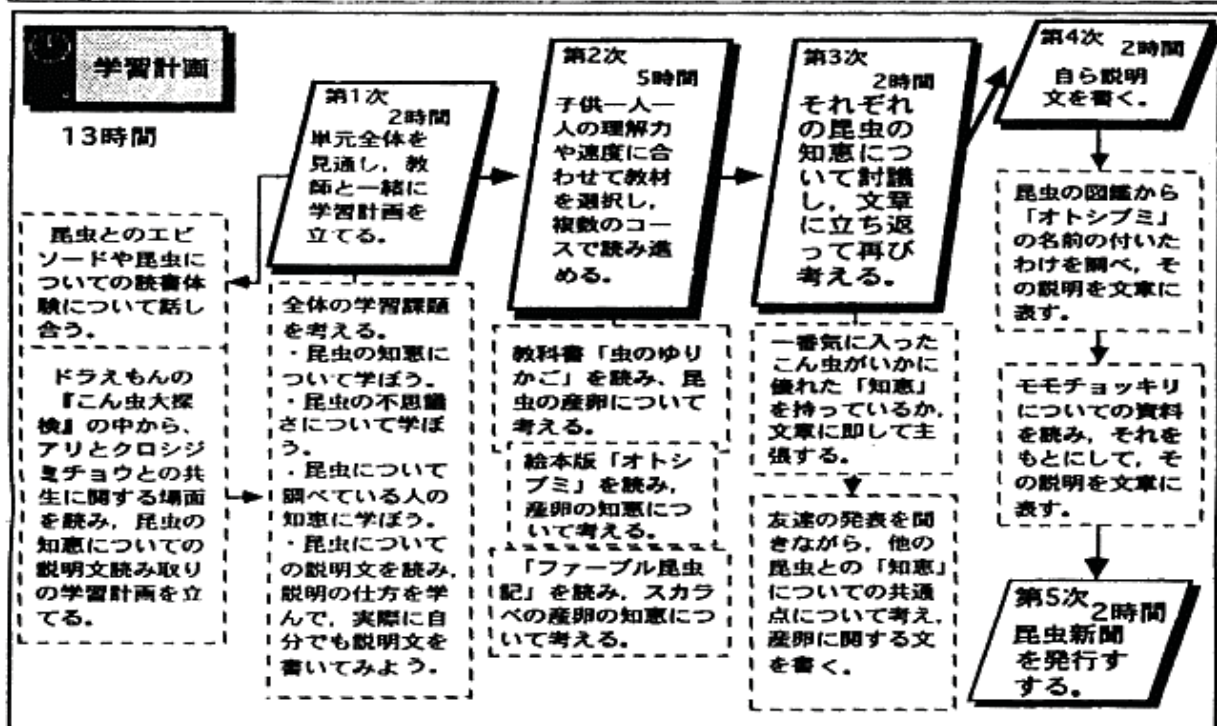 学習計画
13時間
第1次
2時間
単元全体を
見通し，教
師と一緒に
学習計画を
立てる。
昆虫とのエピ
ソードや昆虫に
ついての読書体
験について話し
合う。
ドラえもんの
『こん虫大探
検』の中から、
アリとクロシジ
ミチョウとの共
生に関する場面
を読み，昆虫の
知恵についての
説明文読み取り
の学習計画を立
てる。
全体の学習課題
を考える。
・昆虫の知恵に
ついて学ぼう。
・昆虫の不思議
さについて学ぼ
う。
・昆虫について
調べている人の
知恵に学ぼう。
・昆虫について
の説明文を読み，
説明の仕方を学
んで，実際に自
分でも説明文を
書いてみよう。
第2次
5時間
子供一人一
人の理解力
や速度に合
わせて教材
を選択し，
複数のコー
スで読み進
める。
教科書「虫のゆり
かご」を読み、昆
虫の産卵について
考える。
絵本版「オトシ
ブミ」を読み，
産卵の知恵につ
いて考える。
「ファーブル昆虫
記」を読み，スカラ
ベの産卵の知恵につ
いて考える。
第3次
2時間
それぞれ
の昆虫の
知恵につ
いて討議
し，文章
に立ち返
って再び
考える。
一番気に入った
こん虫がいかに
優れた「知恵」
を持っているか，
文章に即して主
張する。
友達の発表を聞
きながら，他の
昆虫との「知恵」
についての共通
点について考え，
産卵に関する文
を書く。
第4次
2時間
自ら説明
文を書く。
昆虫の図鑑から
「オトシブミ」
の名前の付いた
わけを調べ，そ
の説明を文章に
表す。
モモチョッキリ
についての資料
を読み，それを
もとにして，そ
の説明を文章に
表す。
第5次
2時間
昆虫新聞
を発行す
する。